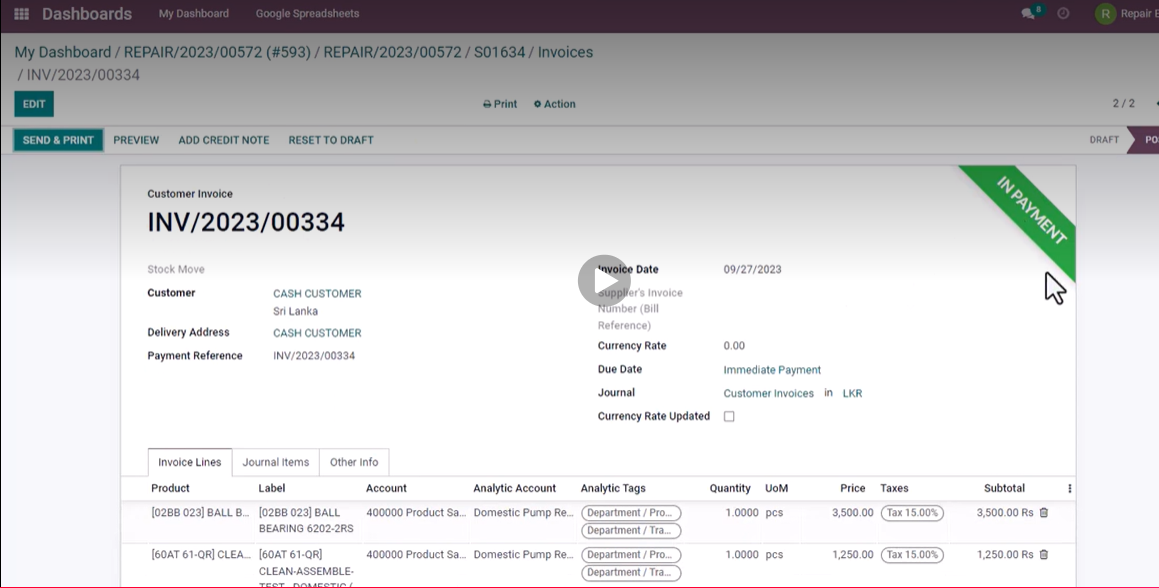 Dashboards My Dashboard Google Spreadsheets 8 R Repair
My Dashboard / REPAIR/2023/00572 (#593) / REPAIR/2023/00572 / S01634 / Invoices
/ INV/2023/00334
EDIT Print Action 2 / 2
SEND & PRINT PREVIEW ADD CREDIT NOTE RESET TO DRAFT DRAFT PO
IN PAYMENT
Customer Invoice
INV/2023/00334
Stock Move
Customer CASH CUSTOMER
Sri Lanka
Delivery Address CASH CUSTOMER
Payment Reference INV/2023/00334
Invoice Date 09/27/2023
Supplier's Invoice
Number (Bill
Reference)
Currency Rate 0.00
Due Date Immediate Payment
Journal Customer Invoices in LKR
Currency Rate Updated
Invoice Lines Journal Items Other Info
Product Label Account Analytic Account Analytic Tags Quantity UoM Price Taxes Subtotal
[02BB 023] BALL B... [02BB 023] BALL 400000 Product Sa... Domestic Pump Re... Department / Pro... 1.0000 pcs 3,500.00 Tax 15.00% 3,500.00 Rs
BEARING 6202-2RS Department / Tra...
[60AT 61-QR] CLEA... [60AT 61-QR] 400000 Product Sa... Domestic Pump Re... Department / Pro... 1.0000 pcs 1,250.00 Tax 15.00% 1,250.00 Rs
CLEAN-ASSEMBLE- Department / Tra...
TEST - DOMESTIC (